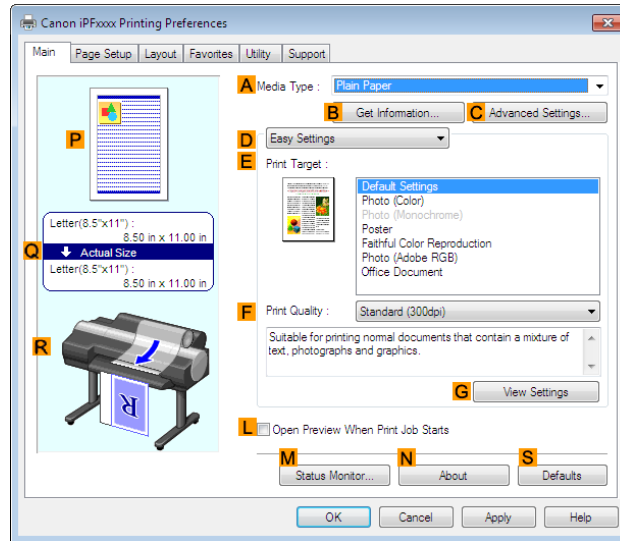 Canon iPFxxxx Printing Preferences
Main Page Setup Layout Favorites Utility Support
A Media Type : Plain Paper
B Get Information... C Advanced Settings...
D Easy Settings
E Print Target :
P
Default Settings
Photo (Color)
Photo (Monochrome)
Poster
Faithful Color Reproduction
Photo (Adobe RGB)
Office Document
Letter(8.5"x11") :
8.50 in x 11.00 in
Q Actual Size
Letter(8.5"x11") :
8.50 in x 11.00 in
F Print Quality : Standard (300dpi)
Suitable for printing normal documents that contain a mixture of
text, photographs and graphics.
R
R
G View Settings
L Open Preview When Print Job Starts
M Status Monitor... N About S Defaults
OK Cancel Apply Help